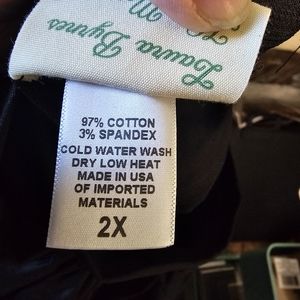 Laura Byrnes
97% COTTON
3% SPANDEX
COLD WATER WASH
DRY LOW HEAT
MADE IN USA
OF IMPORTED
MATERIALS
2X